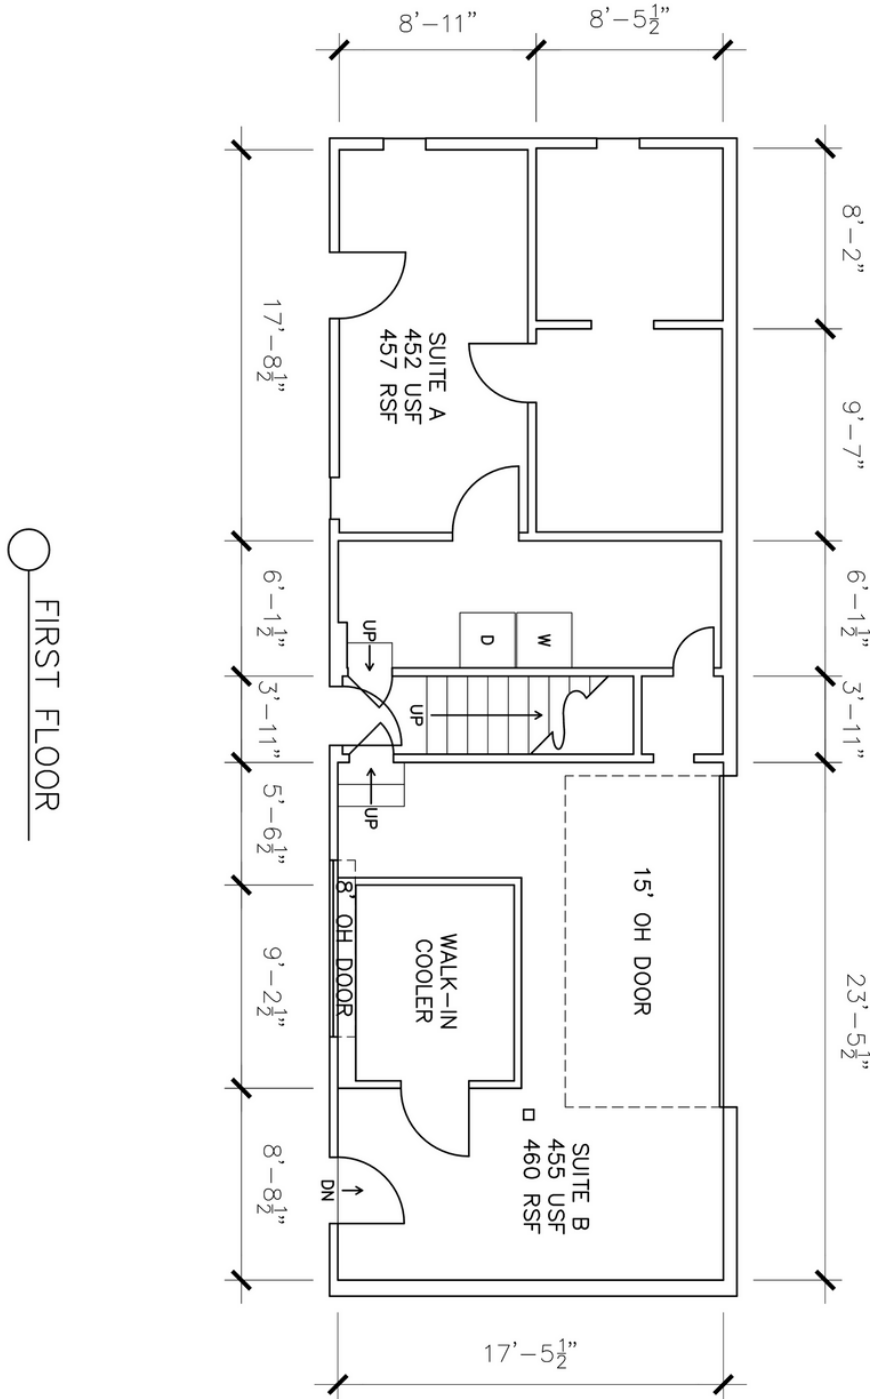 8'-11"
8'-5½"
8'-2"
9'-7"
6'-1½"
3'-11"
23'-5½"
17'-8½"
6'-1½"
3'-11"
5'-6½"
9'-2½"
8'-8½"
17'-5½"
SUITE A
452 USF
457 RSF
UP
D
W
UP
UP
15' OH DOOR
8' OH DOOR
WALK-IN
COOLER
SUITE B
455 USF
460 RSF
DN
FIRST FLOOR